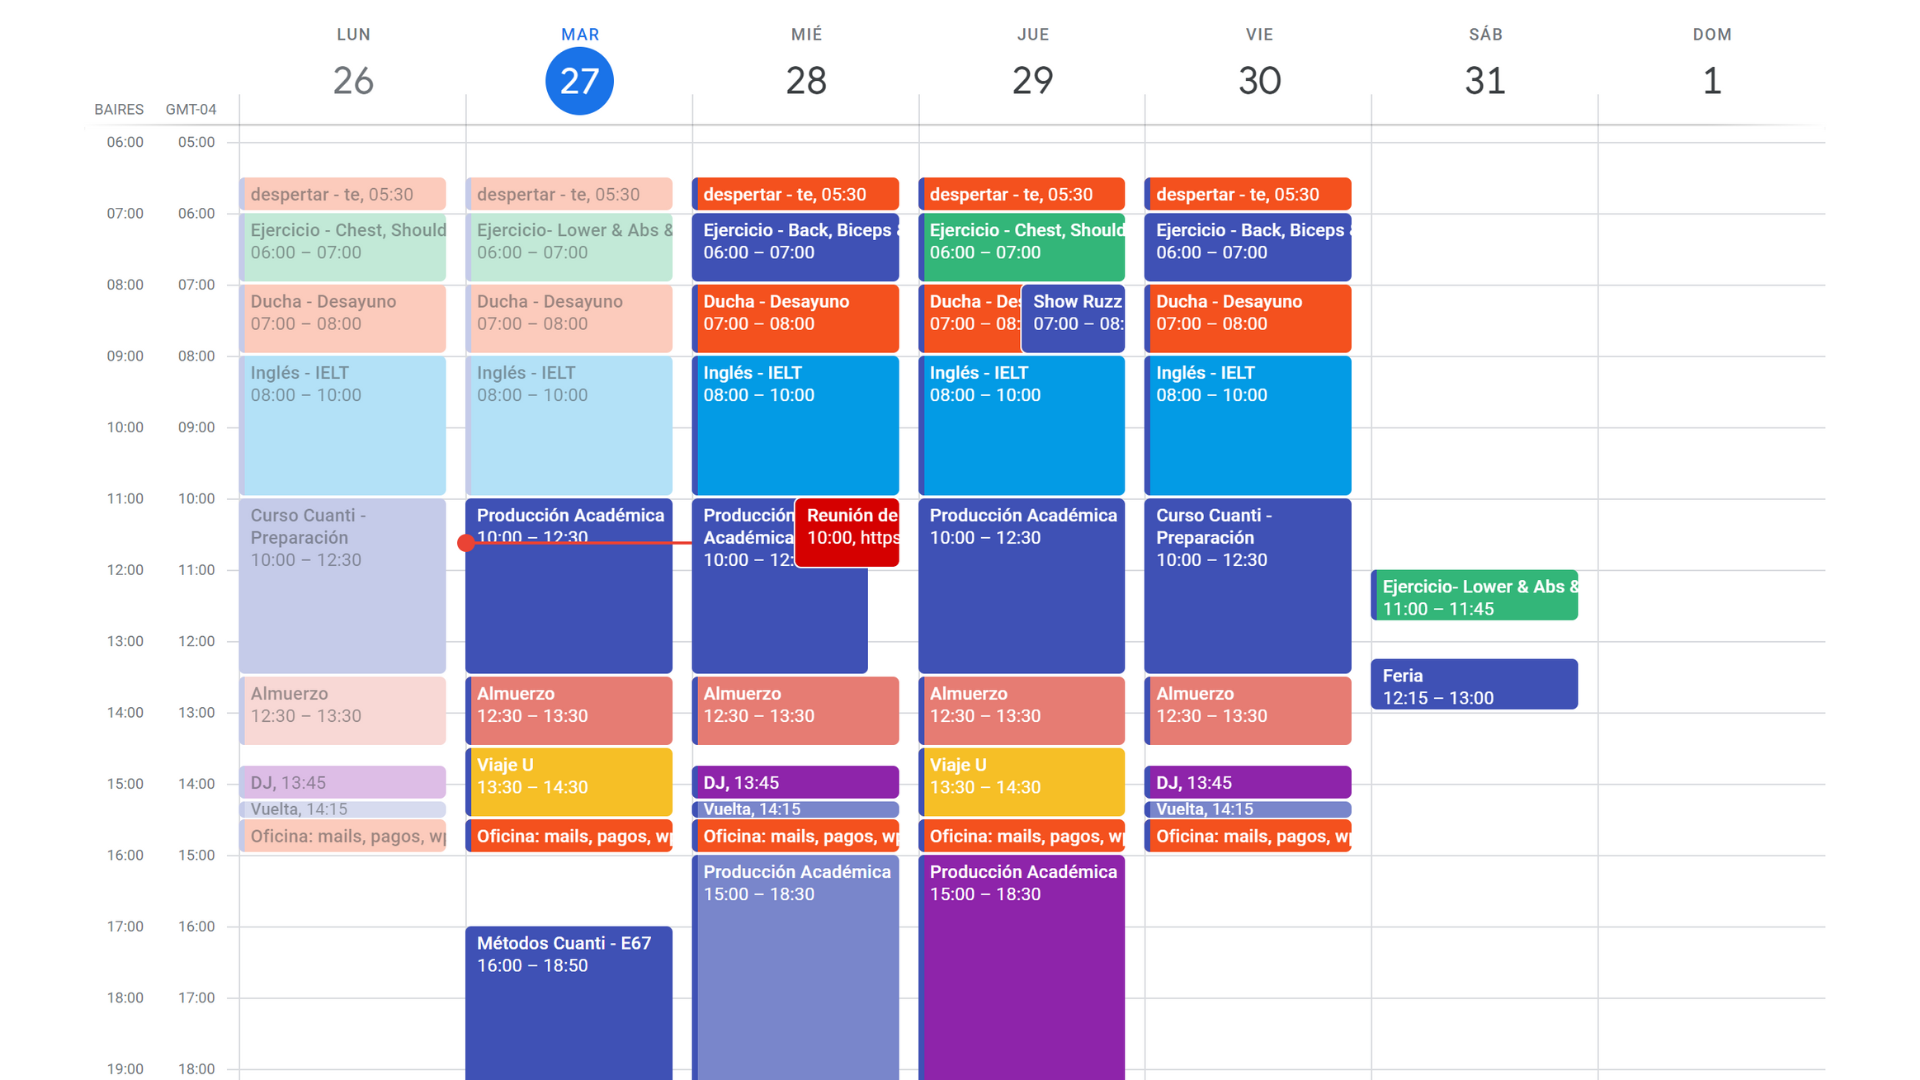 LUN
MAR
MIÉ
JUE
VIE
SÁB
DOM
26
27
28
29
30
31
1
BAIRES GMT-04
06:00 05:00
07:00 06:00
08:00 07:00
09:00 08:00
10:00 09:00
11:00 10:00
12:00 11:00
13:00 12:00
14:00 13:00
15:00 14:00
16:00 15:00
17:00 16:00
18:00 17:00
19:00 18:00
despertar - te, 05:30
Ejercicio - Chest, Should
06:00 – 07:00
Ducha - Desayuno
07:00 – 08:00
Inglés - IELT
08:00 – 10:00
Curso Cuanti -
Preparación
10:00 – 12:30
Almuerzo
12:30 – 13:30
DJ, 13:45
Vuelta, 14:15
Oficina: mails, pagos, w
despertar - te, 05:30
Ejercicio- Lower & Abs &
06:00 – 07:00
Ducha - Desayuno
07:00 – 08:00
Inglés - IELT
08:00 – 10:00
Producción Académica
10:00 – 12:30
Almuerzo
12:30 – 13:30
Viaje U
13:30 – 14:30
Oficina: mails, pagos, w
Métodos Cuanti - E67
16:00 – 18:50
despertar - te, 05:30
Ejercicio - Back, Biceps
06:00 – 07:00
Ducha - Desayuno
07:00 – 08:00
Inglés - IELT
08:00 – 10:00
Producción
Académica
10:00 – 12:
Reunión de
10:00, https
Almuerzo
12:30 – 13:30
DJ, 13:45
Vuelta, 14:15
Oficina: mails, pagos, w
Producción Académica
15:00 – 18:30
despertar - te, 05:30
Ejercicio - Chest, Should
06:00 – 07:00
Ducha - Des
07:00 – 08:
Show Ruzz
07:00 – 08:
Inglés - IELT
08:00 – 10:00
Producción Académica
10:00 – 12:30
Almuerzo
12:30 – 13:30
Viaje U
13:30 – 14:30
Oficina: mails, pagos, w
Producción Académica
15:00 – 18:30
despertar - te, 05:30
Ejercicio - Back, Biceps
06:00 – 07:00
Ducha - Desayuno
07:00 – 08:00
Inglés - IELT
08:00 – 10:00
Curso Cuanti -
Preparación
10:00 – 12:30
Almuerzo
12:30 – 13:30
DJ, 13:45
Vuelta, 14:15
Oficina: mails, pagos, w
Ejercicio- Lower & Abs &
11:00 – 11:45
Feria
12:15 – 13:00